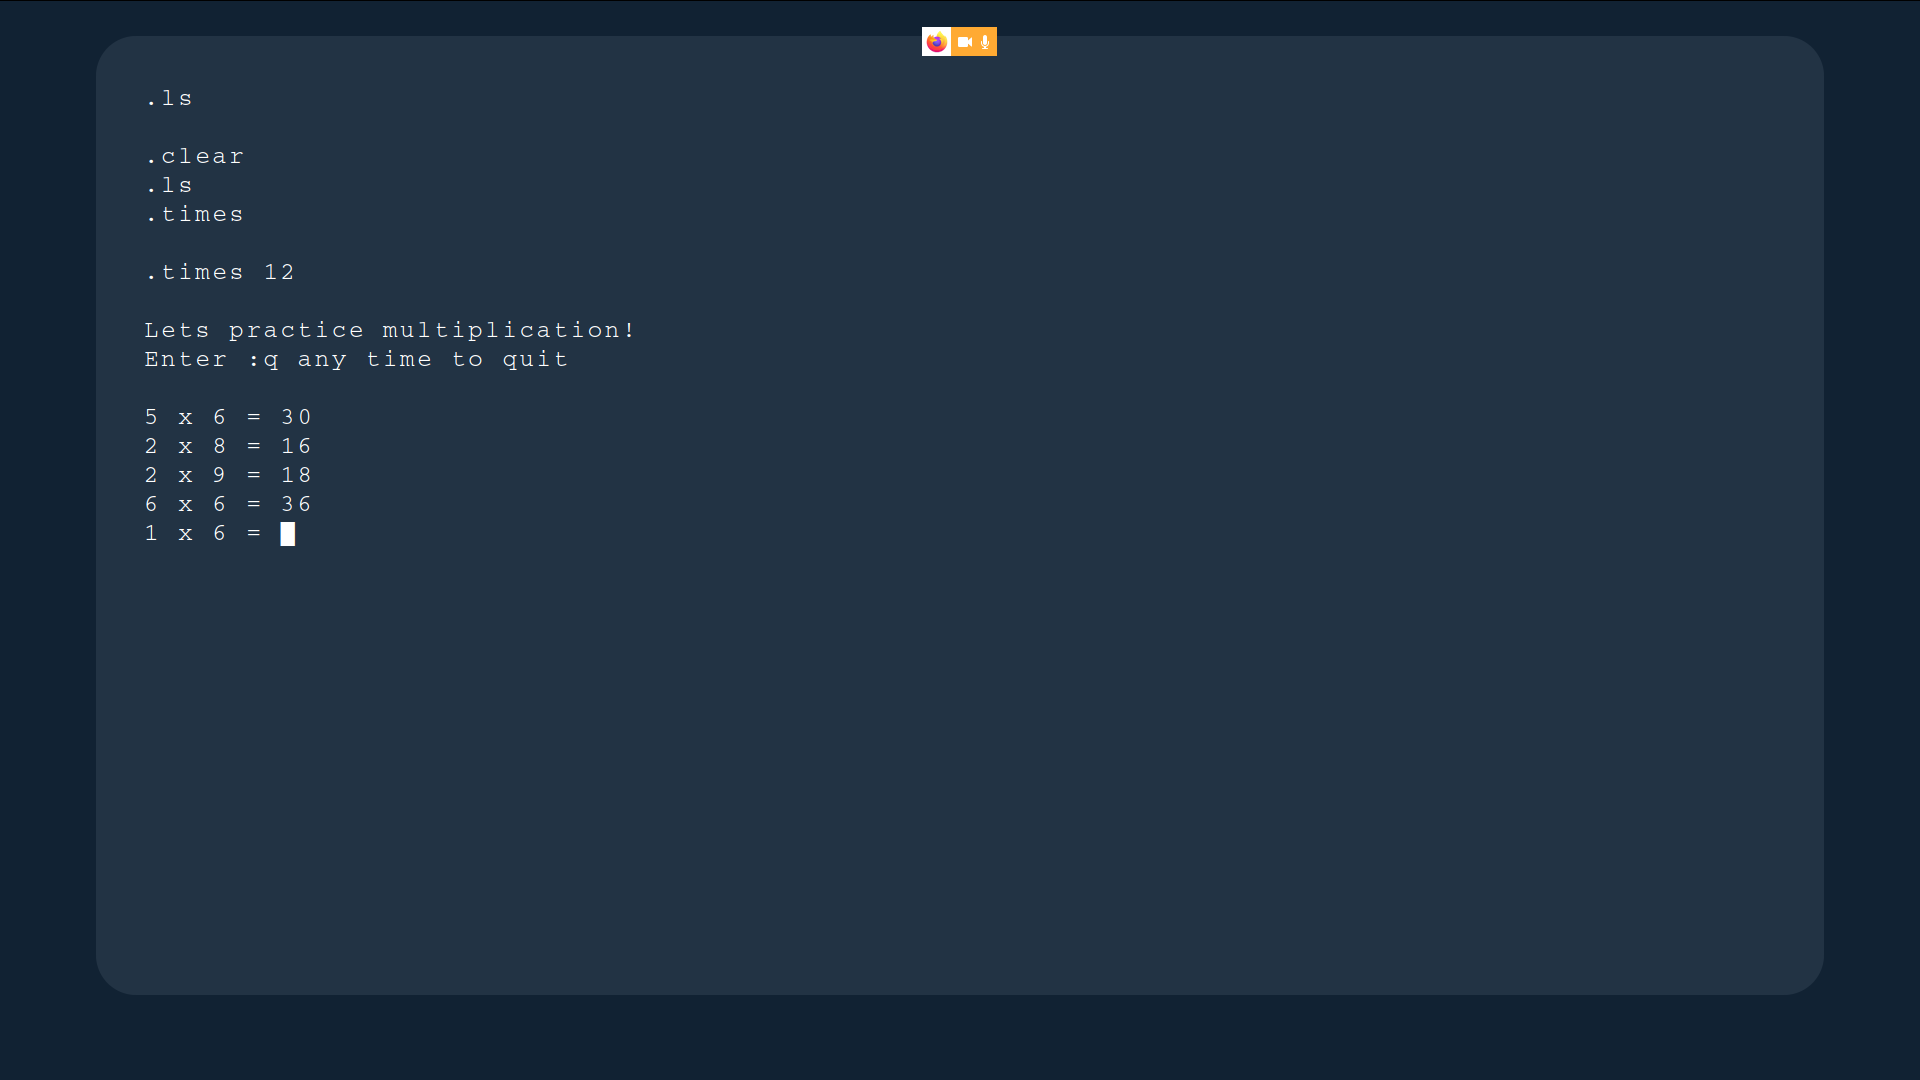 .ls
.clear
.ls
.times
.times 12
Lets practice multiplication!
Enter :q any time to quit
5 x 6 = 30
2 x 8 = 16
2 x 9 = 18
6 x 6 = 36
1 x 6 =